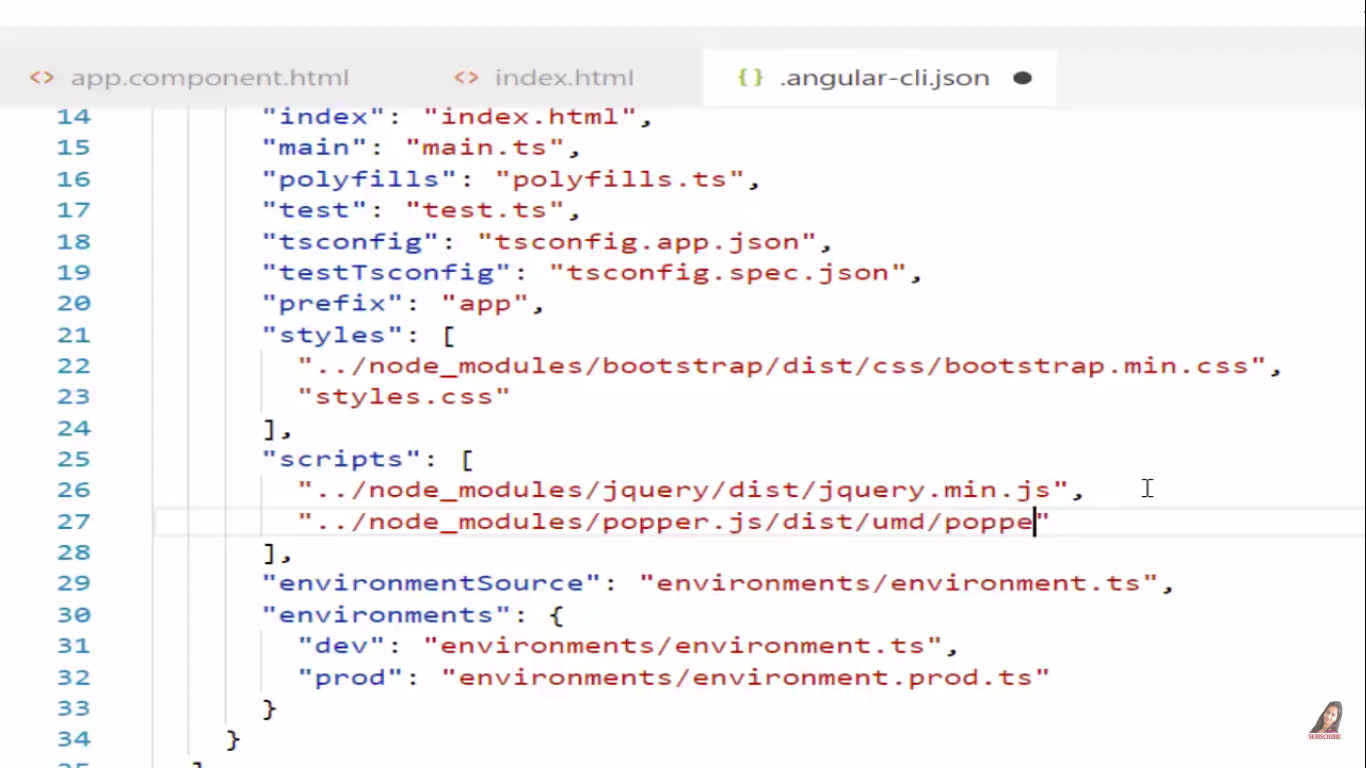 <> app.component.html <> index.html {} .angular-cli.json ●
14 "index": "index.html",
15 "main": "main.ts",
16 "polyfills": "polyfills.ts",
17 "test": "test.ts",
18 "tsconfig": "tsconfig.app.json",
19 "testTsconfig": "tsconfig.spec.json",
20 "prefix": "app",
21 "styles": [
22 "../node_modules/bootstrap/dist/css/bootstrap.min.css",
23 "styles.css"
24 ],
25 "scripts": [
26 "../node_modules/jquery/dist/jquery.min.js",
27 "../node_modules/popper.js/dist/umd/poppe"
28 ],
29 "environmentSource": "environments/environment.ts",
30 "environments": {
31 "dev": "environments/environment.ts",
32 "prod": "environments/environment.prod.ts"
33 }
34 }
SUBSCRIBE